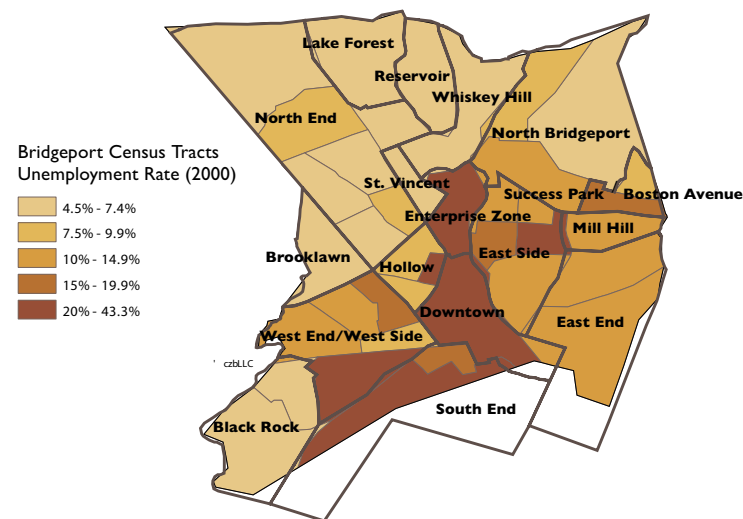 Lake Forest
Reservoir
Whiskey Hill
North End
North Bridgeport
Bridgeport Census Tracts
Unemployment Rate (2000)
4.5% - 7.4%
7.5% - 9.9%
10% - 14.9%
15% - 19.9%
20% - 43.3%
St. Vincent
Success Park
Boston Avenue
Enterprise Zone
Mill Hill
Brooklawn
Hollow
East Side
Downtown
East End
West End/West Side
czbLLC
South End
Black Rock